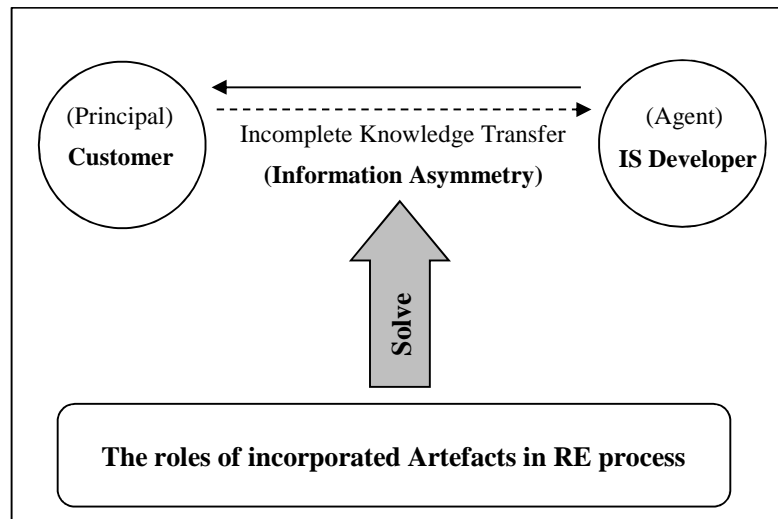 (Principal)
Customer
Incomplete Knowledge Transfer
(Information Asymmetry)
(Agent)
IS Developer
Solve
The roles of incorporated Artefacts in RE process